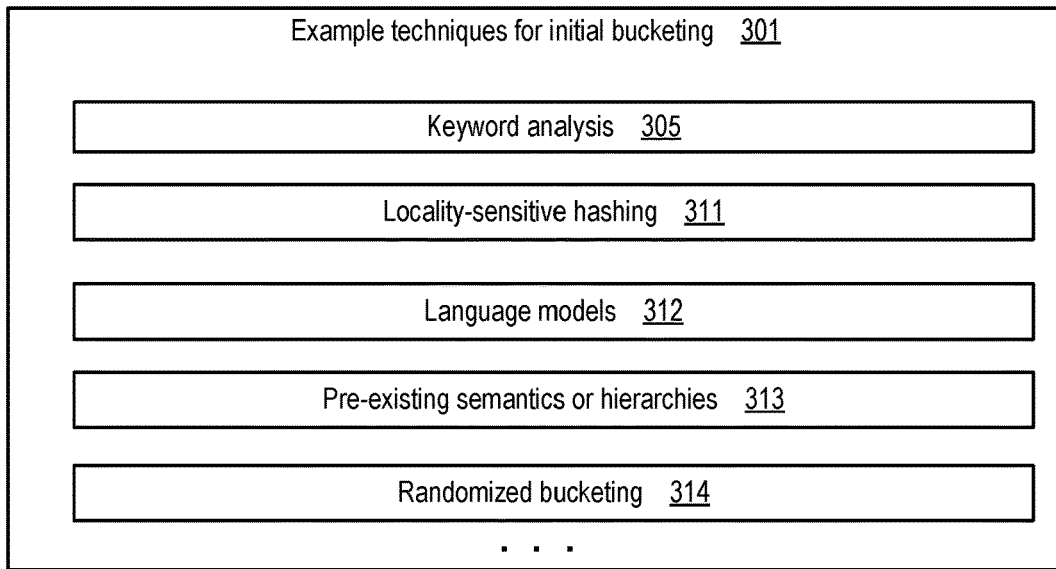 Example techniques for initial bucketing 301
Keyword analysis 305
Locality-sensitive hashing 311
Language models 312
Pre-existing semantics or hierarchies 313
Randomized bucketing 314
. . .